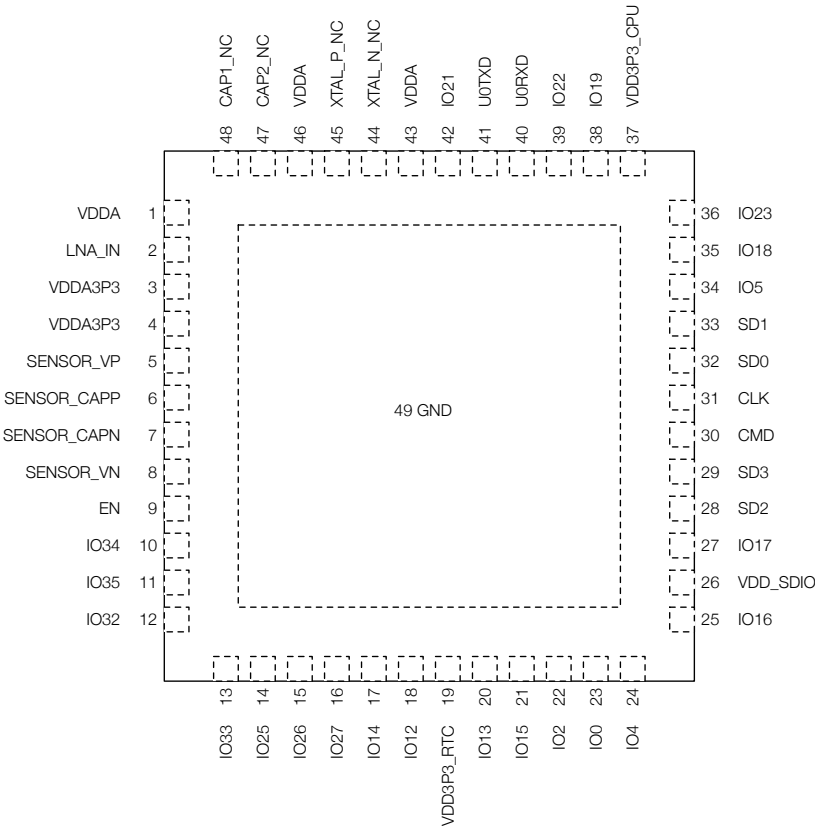 48 CAP1_NC
47 CAP2_NC
46 VDDA
45 XTAL_P_NC
44 XTAL_N_NC
43 VDDA
42 IO21
41 U0TXD
40 U0RXD
39 IO22
38 IO19
37 VDD3P3_CPU
VDDA 1
LNA_IN 2
VDDA3P3 3
VDDA3P3 4
SENSOR_VP 5
SENSOR_CAPP 6
SENSOR_CAPN 7
SENSOR_VN 8
EN 9
IO34 10
IO35 11
IO32 12
49 GND
36 IO23
35 IO18
34 IO5
33 SD1
32 SD0
31 CLK
30 CMD
29 SD3
28 SD2
27 IO17
26 VDD_SDIO
25 IO16
IO33 13
IO25 14
IO26 15
IO27 16
IO14 17
IO12 18
VDD3P3_RTC 19
IO13 20
IO15 21
IO2 22
IO0 23
IO4 24